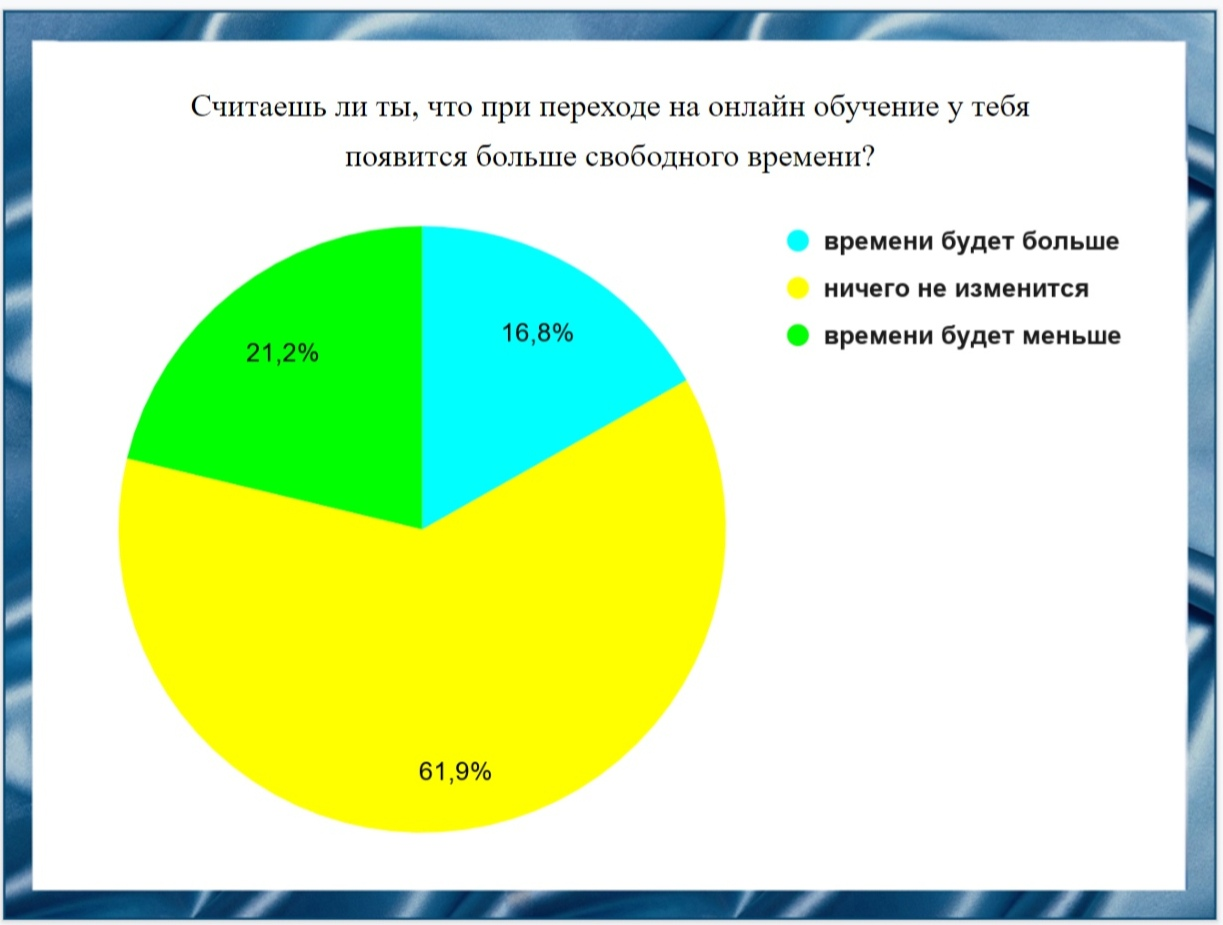 Считаешь ли ты, что при переходе на онлайн обучение у тебя
появится больше свободного времени?
времени будет больше
ничего не изменится
времени будет меньше
16,8%
21,2%
61,9%